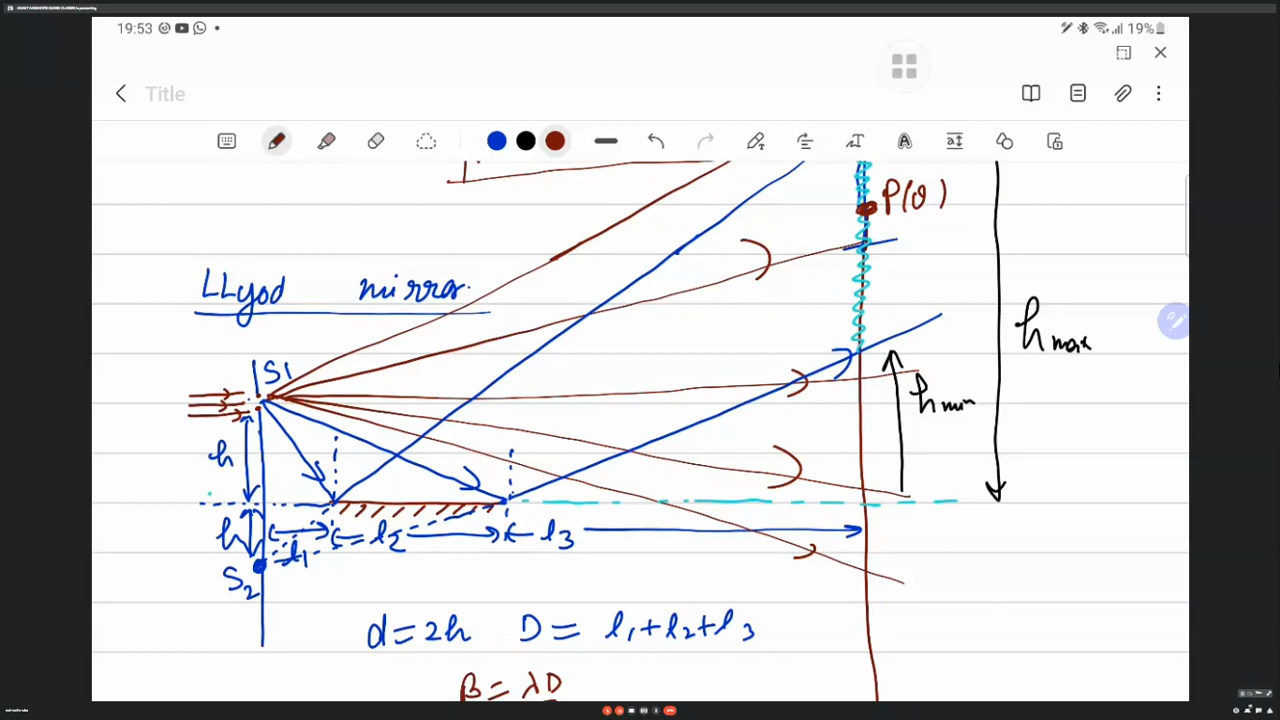 19:53
19%
Title
P(θ)
LLyod mirror.
hmax
S1
hmin
h
h
l1
l2
l3
S2
d=2h D= l1+l2+l3
β = λD